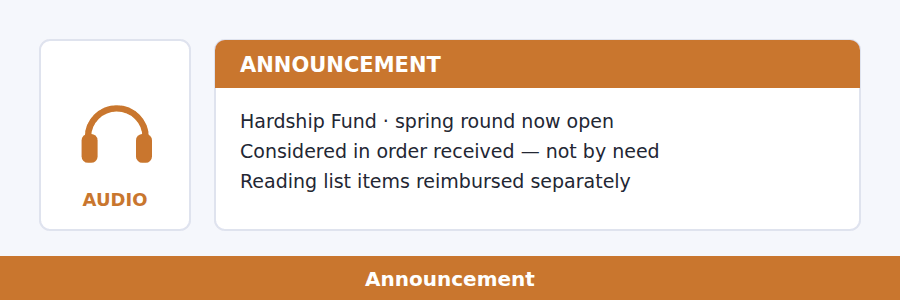 AUDIO
ANNOUNCEMENT
Hardship Fund · spring round now open
Considered in order received — not by need
Reading list items reimbursed separately
Announcement